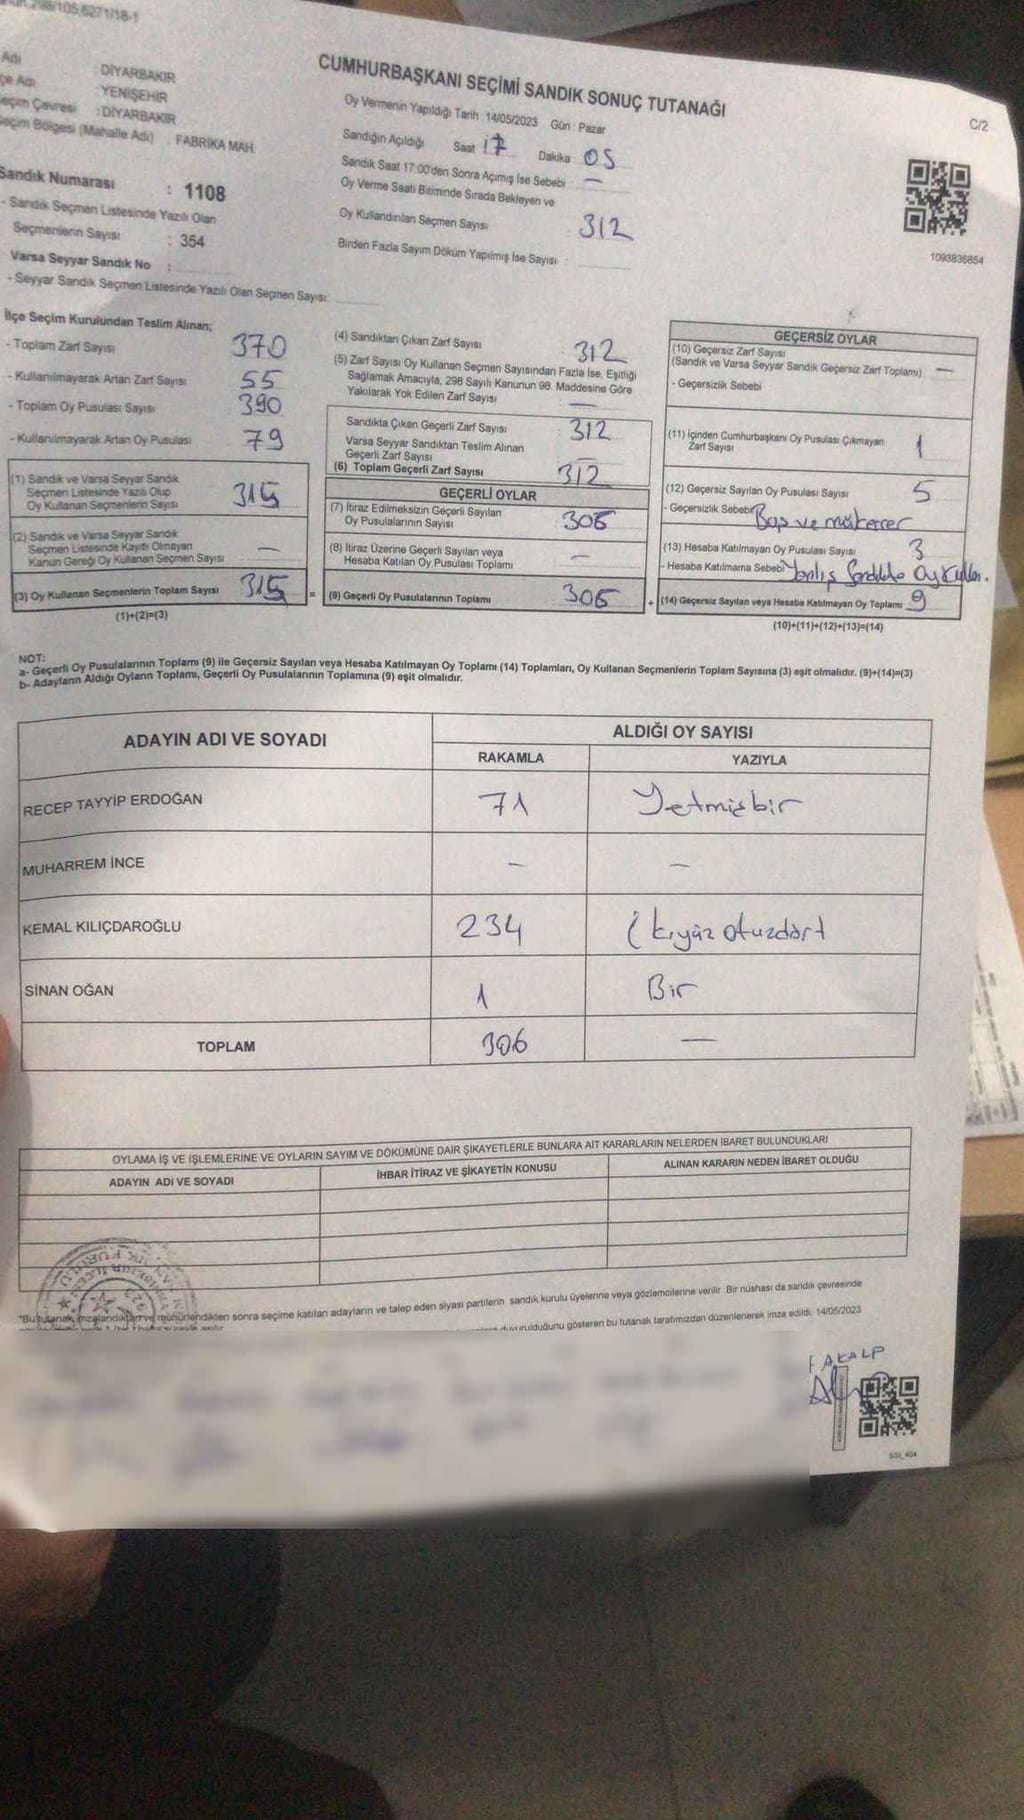 298/105,6271/18-1
CUMHURBAŞKANI SEÇİMİ SANDIK SONUÇ TUTANAĞI
C/2
Adı DİYARBAKIR
çe Adı YENİŞEHİR
eçim Çevresi : DİYARBAKIR
Seçim Bölgesi (Mahalle Adı) : FABRİKA MAH.
Sandık Numarası : 1108
- Sandık Seçmen Listesinde Yazılı Olan
Seçmenlerin Sayısı : 354
Varsa Seyyar Sandık No :
- Seyyar Sandık Seçmen Listesinde Yazılı Olan Seçmen Sayısı:
Oy Vermenin Yapıldığı Tarih : 14/05/2023 Gün : Pazar
Sandığın Açıldığı Saat 17 Dakika 05
Sandık Saat 17:00'den Sonra Açımış İse Sebebi : —
Oy Verme Saati Bitiminde Sırada Bekleyen ve
Oy Kullandırılan Seçmen Sayısı 312
Birden Fazla Sayım Döküm Yapılmış İse Sayısı :
1093836854
İlçe Seçim Kurulundan Teslim Alınan;
- Toplam Zarf Sayısı 370
- Kullanılmayarak Artan Zarf Sayısı 55
- Toplam Oy Pusulası Sayısı 390
- Kullanılmayarak Artan Oy Pusulası 79
(1) Sandık ve Varsa Seyyar Sandık
Seçmen Listesinde Yazılı Olup
Oy Kullanan Seçmenlerin Sayısı 315
(2) Sandık ve Varsa Seyyar Sandık
Seçmen Listesinde Kayıtlı Olmayan
Kanun Gereği Oy Kullanan Seçmen Sayısı —
(3) Oy Kullanan Seçmenlerin Toplam Sayısı 315 =
(1)+(2)=(3)
(4) Sandıktan Çıkan Zarf Sayısı 312
(5) Zarf Sayısı Oy Kullanan Seçmen Sayısından Fazla İse, Eşitliği
Sağlamak Amacıyla, 298 Sayılı Kanunun 98. Maddesine Göre
Yakılarak Yok Edilen Zarf Sayısı : —
Sandıkta Çıkan Geçerli Zarf Sayısı 312
Varsa Seyyar Sandıktan Teslim Alınan
Geçerli Zarf Sayısı
(6) Toplam Geçerli Zarf Sayısı 312
GEÇERLİ OYLAR
(7) İtiraz Edilmeksizin Geçerli Sayılan
Oy Pusulalarının Sayısı 306
(8) İtiraz Üzerine Geçerli Sayılan veya
Hesaba Katılan Oy Pusulası Toplamı —
(9) Geçerli Oy Pusulalarının Toplamı 306 +
GEÇERSİZ OYLAR
(10) Geçersiz Zarf Sayısı
(Sandık ve Varsa Seyyar Sandık Geçersiz Zarf Toplamı) —
- Geçersizlik Sebebi
(11) İçinden Cumhurbaşkanı Oy Pusulası Çıkmayan
Zarf Sayısı 1
(12) Geçersiz Sayılan Oy Pusulası Sayısı 5
- Geçersizlik Sebebi Boş ve mükerrer
(13) Hesaba Katılmayan Oy Pusulası Sayısı 3
- Hesaba Katılmama Sebebi Yanlış Sandıkta Oy Kullan.
(14) Geçersiz Sayılan veya Hesaba Katılmayan Oy Toplamı 9
(10)+(11)+(12)+(13)=(14)
NOT:
a- Geçerli Oy Pusulalarının Toplamı (9) ile Geçersiz Sayılan veya Hesaba Katılmayan Oy Toplamı (14) Toplamları, Oy Kullanan Seçmenlerin Toplam Sayısına (3) eşit olmalıdır. (9)+(14)=(3)
b- Adayların Aldığı Oyların Toplamı, Geçerli Oy Pusulalarının Toplamına (9) eşit olmalıdır.
ADAYIN ADI VE SOYADI ALDIĞI OY SAYISI
RAKAMLA YAZIYLA
RECEP TAYYİP ERDOĞAN 71 Yetmişbir
MUHARREM İNCE — —
KEMAL KILIÇDAROĞLU 234 İkiyüz otuzdört
SİNAN OĞAN 1 Bir
TOPLAM 306 —
OYLAMA İŞ VE İŞLEMLERİNE VE OYLARIN SAYIM VE DÖKÜMÜNE DAİR ŞİKAYETLERLE BUNLARA AİT KARARLARIN NELERDEN İBARET BULUNDUKLARI
ADAYIN ADI VE SOYADI İHBAR İTİRAZ VE ŞİKAYETİN KONUSU ALINAN KARARIN NEDEN İBARET OLDUĞU
*Bu tutanak imzalandıktan ve mühürlendikten sonra seçime katılan adayların ve talep eden siyasi partilerin sandık kurulu üyelerine veya gözlemcilerine verilir. Bir nüshası da sandık çevresinde
duyurulduğunu gösteren bu tutanak tarafımızdan düzenlenerek imza edildi. 14/05/2023
AKALP